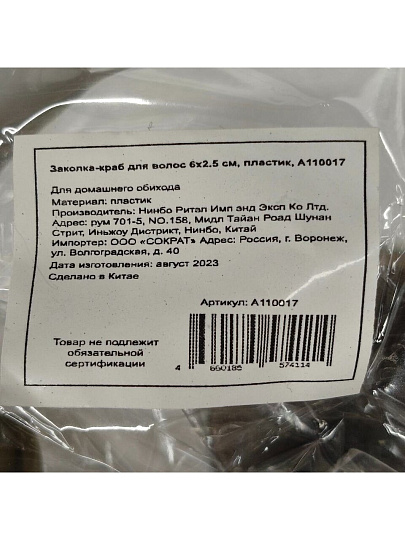 Заколка-краб для волос 6x2.5 см, пластик, A110017
Для домашнего обихода
Материал: пластик
Производитель: Нинбо Ритал Имп энд Эксп Ко Лтд.
Адрес: рум 701-5, NO.158, Мидл Тайан Роад Шунан
Стрит, Иньжоу Дистрикт, Нинбо, Китай
Импортер: ООО «СОКРАТ» Адрес: Россия, г. Воронеж,
ул. Волгоградская, д. 40
Дата изготовления: август 2023
Сделано в Китае
Артикул: A110017
Товар не подлежит
обязательной
сертификации
4 660185 574114